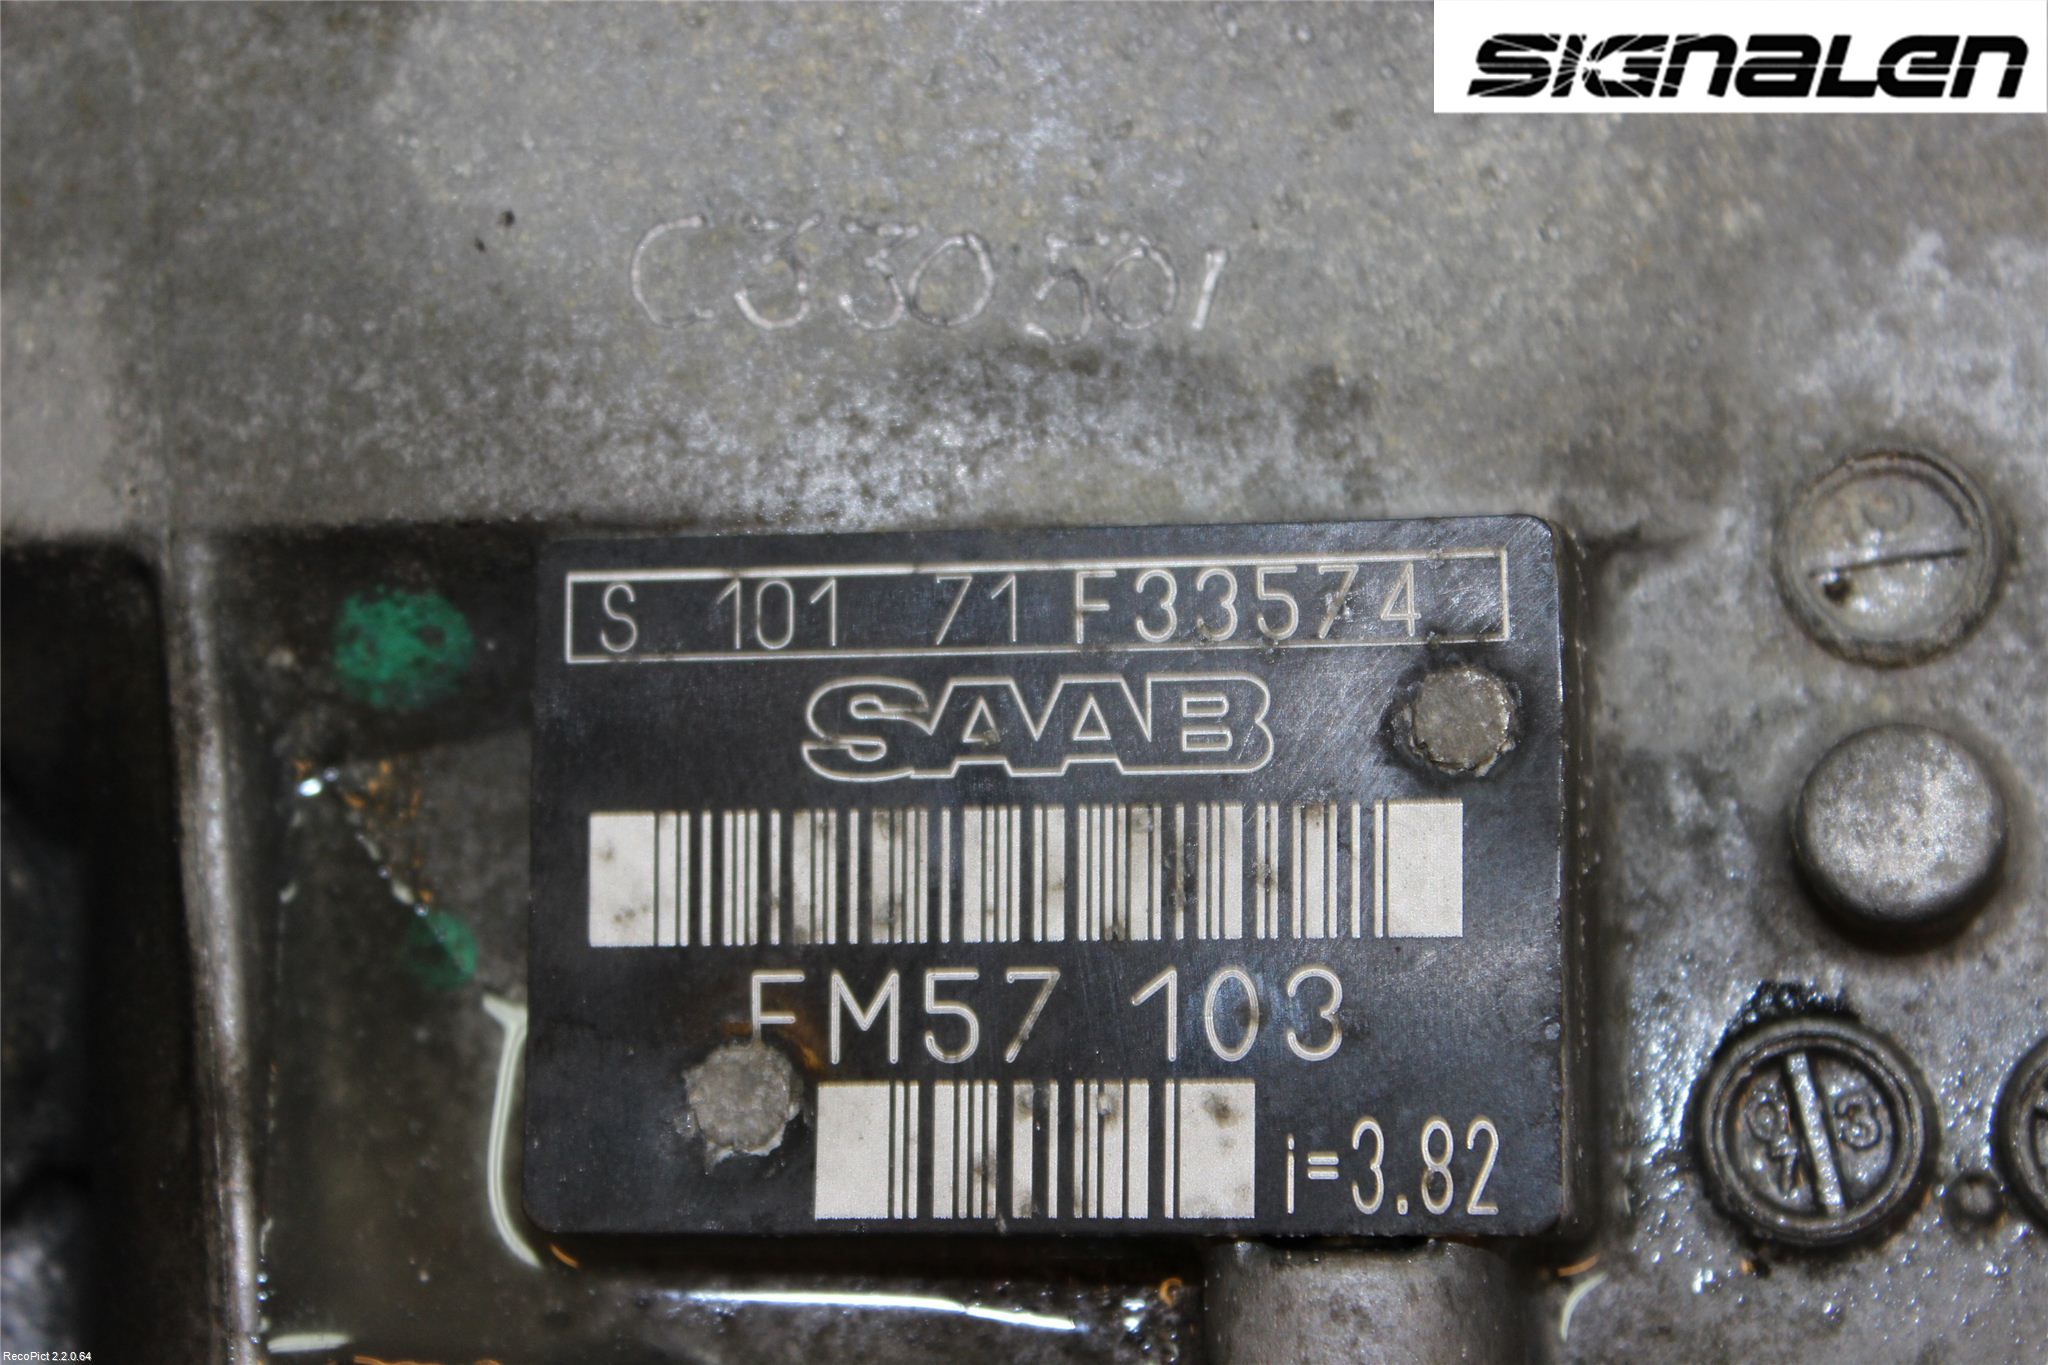 SIGNALEN
C330501
S 101 71 F33574
SAAB
FM57 103
i=3.82
RecoPict 2.2.0.64